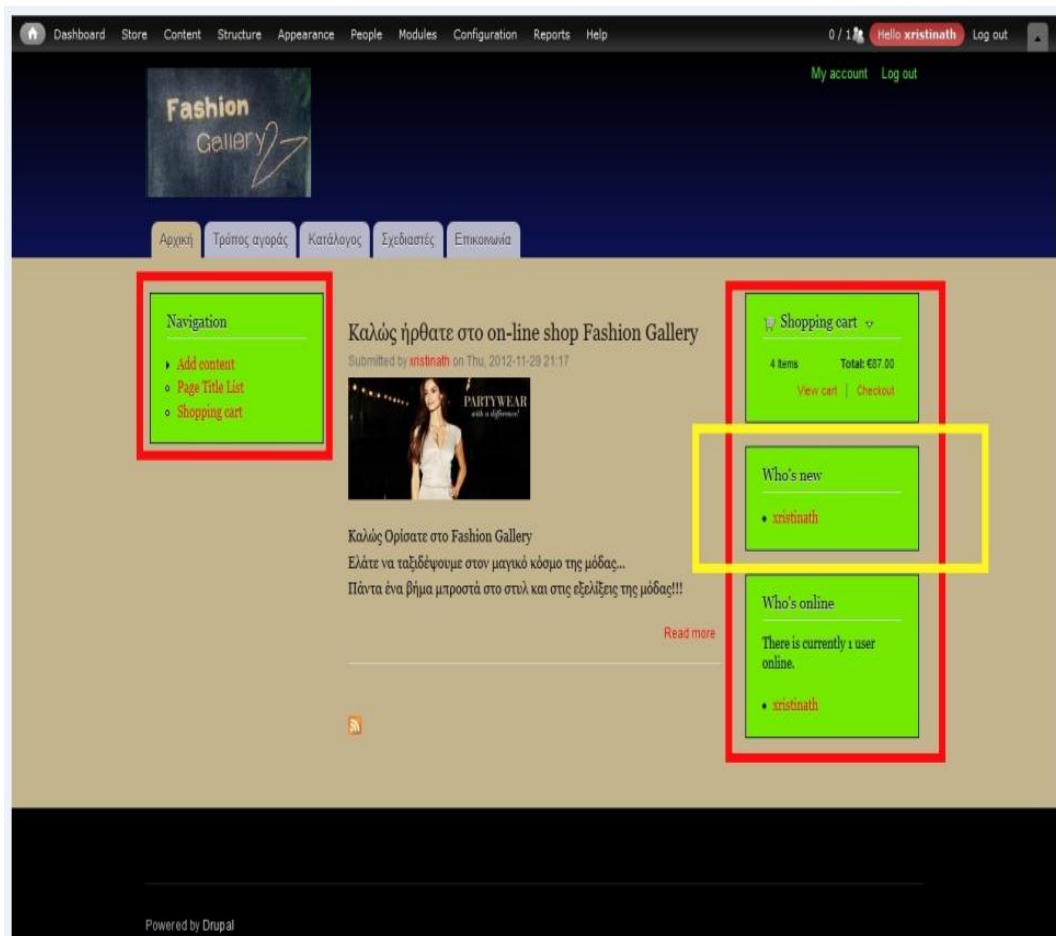 Dashboard Store Content Structure Appearance People Modules Configuration Reports Help 0 / 1 Hello xristinath Log out
My account Log out
Fashion
Gallery
Αρχική Τρόπος αγοράς Κατάλογος Σχεδιαστές Επικοινωνία
Navigation
Add content
Page Title List
Shopping cart
Καλώς ήρθατε στο on-line shop Fashion Gallery
Submitted by xristinath on Thu, 2012-11-29 21:17
PARTYWEAR
with a difference!
Καλώς Ορίσατε στο Fashion Gallery
Ελάτε να ταξιδέψουμε στον μαγικό κόσμο της μόδας...
Πάντα ένα βήμα μπροστά στο στυλ και στις εξελίξεις της μόδας!!!
Read more
Shopping cart
4 Items Total: €87.00
View cart | Checkout
Who's new
xristinath
Who's online
There is currently 1 user
online.
xristinath
Powered by Drupal